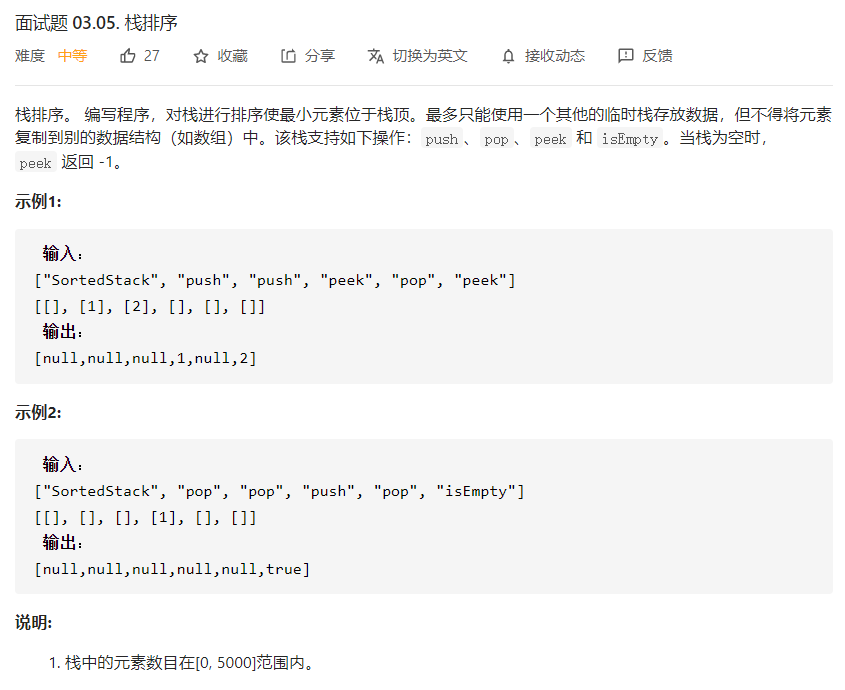 面试题 03.05. 栈排序
难度 中等 27 收藏 分享 切换为英文 接收动态 反馈
栈排序。 编写程序，对栈进行排序使最小元素位于栈顶。最多只能使用一个其他的临时栈存放数据，但不得将元素
复制到别的数据结构（如数组）中。该栈支持如下操作：push、pop、peek 和 isEmpty。当栈为空时，
peek 返回 -1。
示例1:
输入：
["SortedStack", "push", "push", "peek", "pop", "peek"]
[[], [1], [2], [], [], []]
输出：
[null,null,null,1,null,2]
示例2:
输入：
["SortedStack", "pop", "pop", "push", "pop", "isEmpty"]
[[], [], [], [1], [], []]
输出：
[null,null,null,null,null,true]
说明:
1. 栈中的元素数目在[0, 5000]范围内。